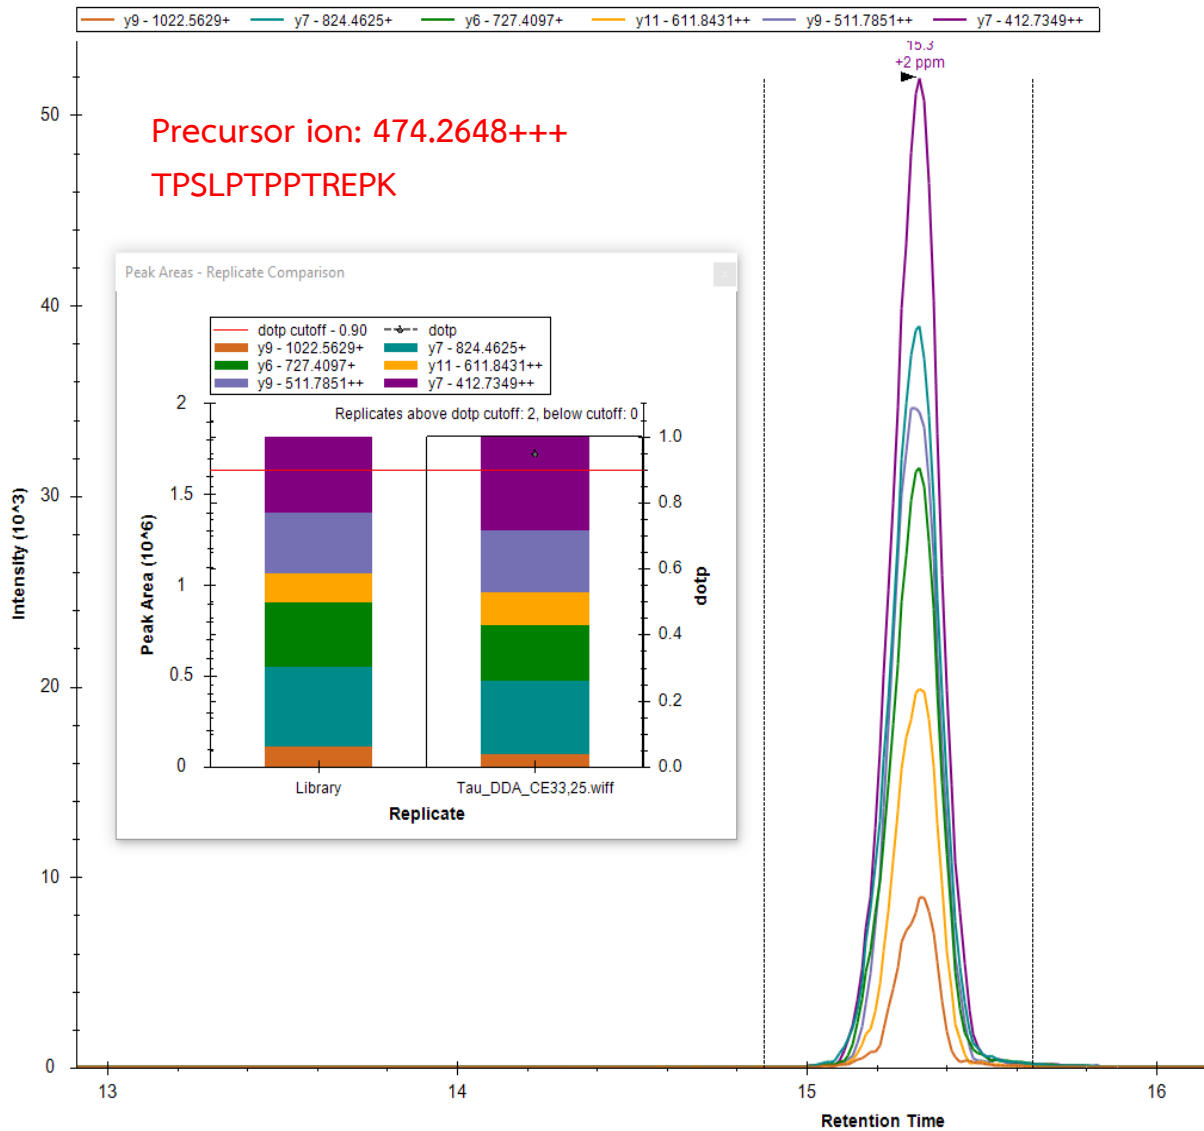 y9 - 1022.5629+ y7 - 824.4625+ y6 - 727.4097+ y11 - 611.8431++ y9 - 511.7851++ y7 - 412.7349++
15.3
+2 ppm
Precursor ion: 474.2648+++
TPSLPTPPTREPK
Peak Areas - Replicate Comparison
x
dotp cutoff - 0.90 dotp
y9 - 1022.5629+ y7 - 824.4625+
y6 - 727.4097+ y11 - 611.8431++
y9 - 511.7851++ y7 - 412.7349++
Replicates above dotp cutoff: 2, below cutoff: 0
2
1.5
1
0.5
0
Peak Area (10^6)
1.0
0.8
0.6
0.4
0.2
0.0
dotp
Library Tau_DDA_CE33,25.wiff
Replicate
50
40
30
20
10
0
Intensity (10^3)
13 14 15 16
Retention Time